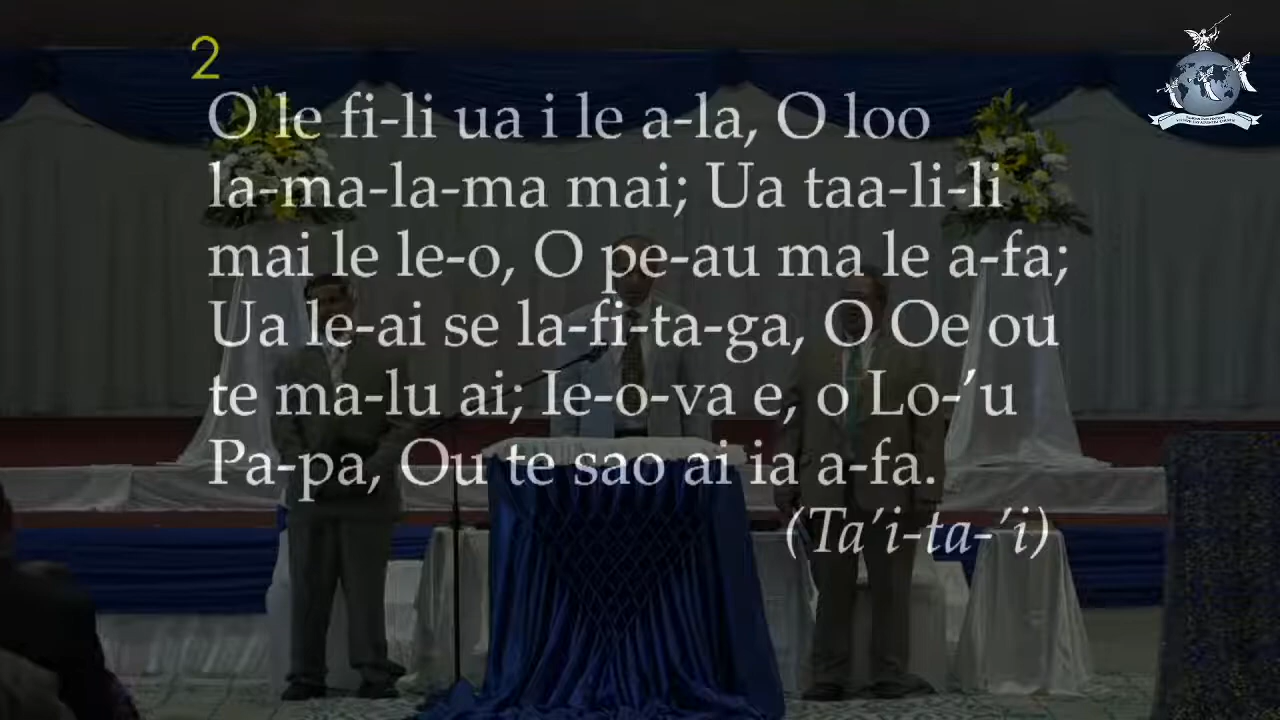 2
O le fi-li ua i le a-la, O loo
la-ma-la-ma mai; Ua taa-li-li
mai le le-o, O pe-au ma le a-fa;
Ua le-ai se la-fi-ta-ga, O Oe ou
te ma-lu ai; Ie-o-va e, o Lo-’u
Pa-pa, Ou te sao ai ia a-fa.
(Ta’i-ta-’i)